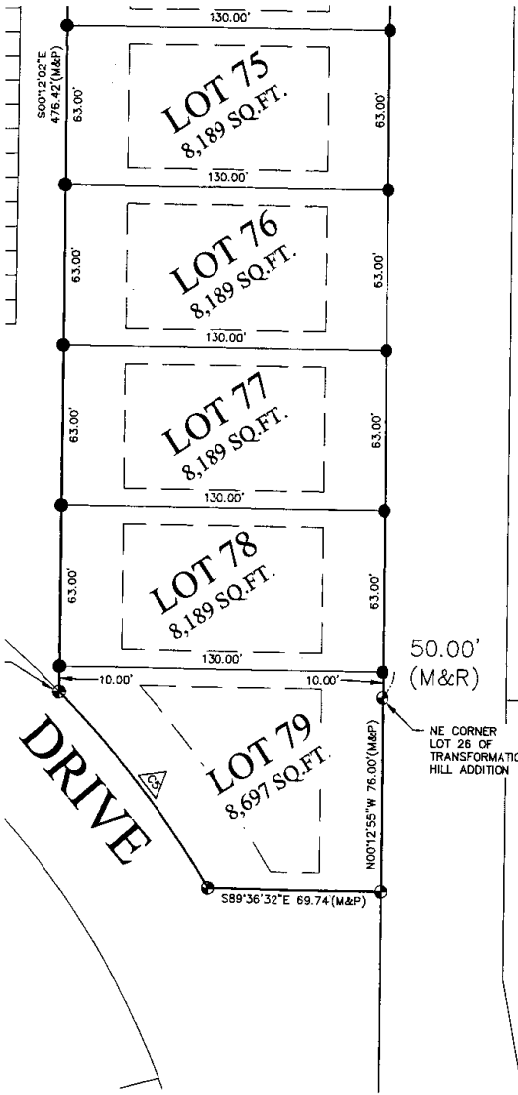 130.00'
S00°12'02"E
476.42'(M&P)
63.00'
LOT 75
8,189 SQ.FT.
63.00'
130.00'
63.00'
LOT 76
8,189 SQ.FT.
63.00'
130.00'
63.00'
LOT 77
8,189 SQ.FT.
63.00'
130.00'
63.00'
LOT 78
8,189 SQ.FT.
63.00'
130.00'
10.00'
10.00'
50.00'
(M&R)
DRIVE
C5
LOT 79
8,697 SQ.FT.
N00°12'55"W 76.00'(M&P)
NE CORNER
LOT 26 OF
TRANSFORMATIO
HILL ADDITION
S89°36'32"E 69.74'(M&P)